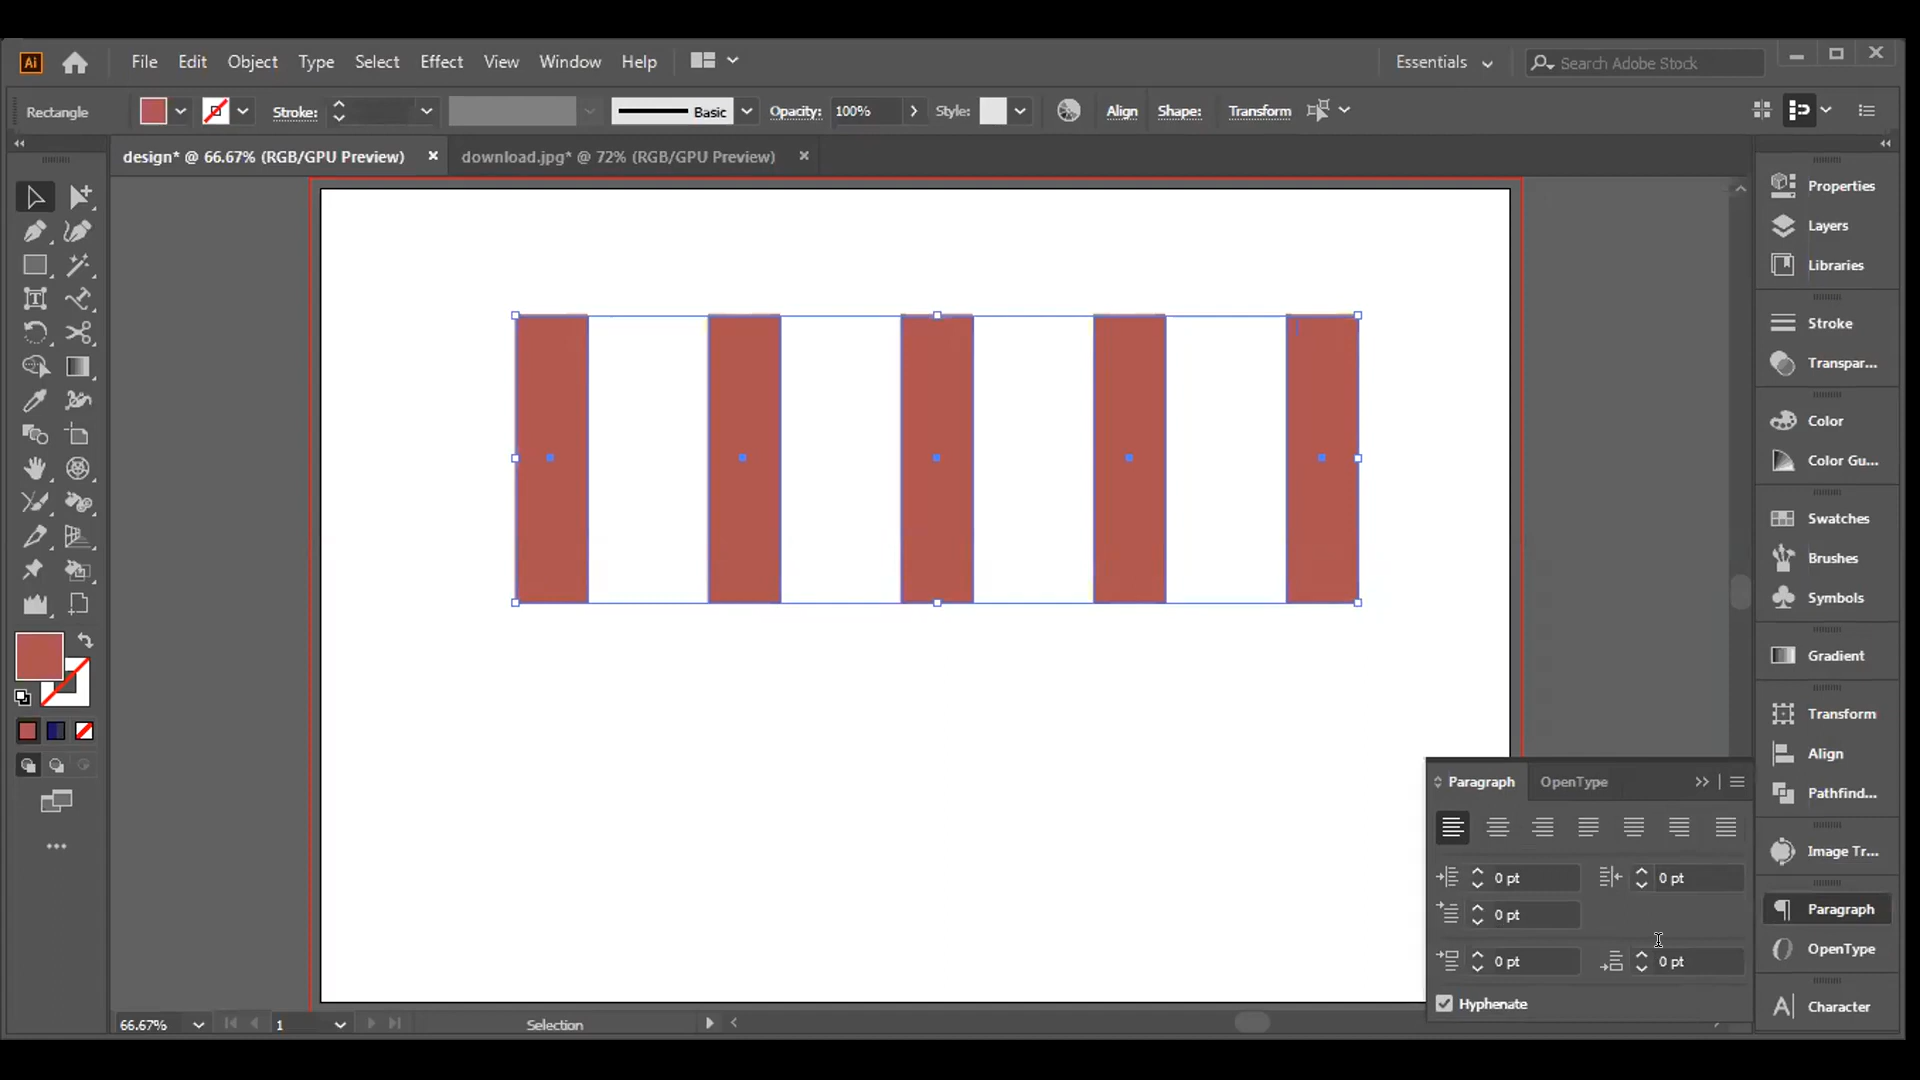 Ai File Edit Object Type Select Effect View Window Help Essentials Search Adobe Stock
Rectangle Stroke: Basic Opacity: 100% Style: Align Shape: Transform
design* @ 66.67% (RGB/GPU Preview) download.jpg* @ 72% (RGB/GPU Preview)
Properties
Layers
Libraries
Stroke
Transpar...
Color
Color Gu...
Swatches
Brushes
Symbols
Gradient
Transform
Align
Pathfind...
Image Tr...
Paragraph
OpenType
Character
Paragraph OpenType
0 pt 0 pt
0 pt
0 pt 0 pt
Hyphenate
66.67% 1 Selection